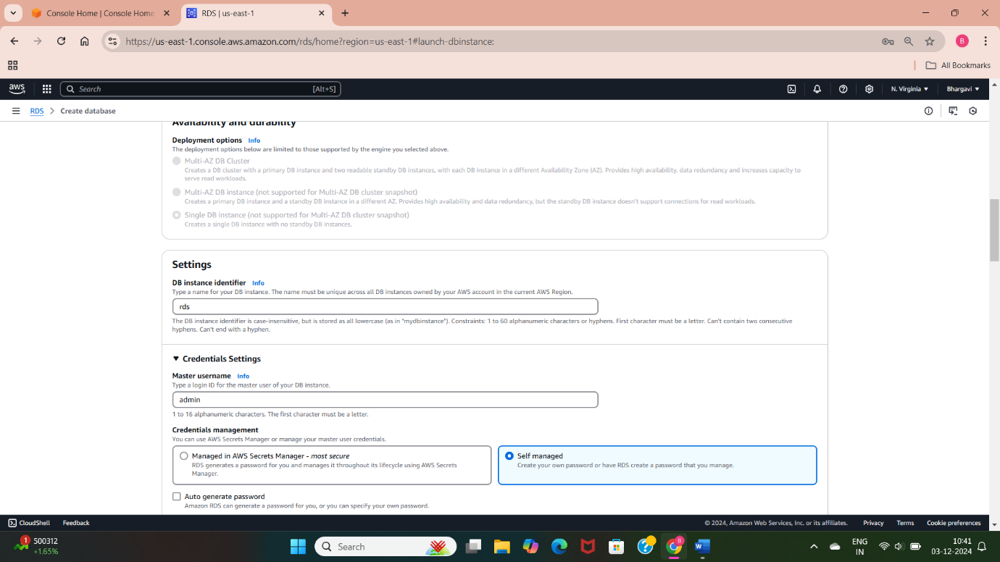 Console Home | Console Home
RDS | us-east-1
https://us-east-1.console.aws.amazon.com/rds/home?region=us-east-1#launch-dbinstance:
B
All Bookmarks
aws
Search
[Alt+S]
N. Virginia
Bhargavi
RDS
Create database
Availability and durability
Deployment options Info
The deployment options below are limited to those supported by the engine you selected above.
Multi-AZ DB Cluster
Creates a DB cluster with a primary DB instance and two readable standby DB instances, with each DB instance in a different Availability Zone (AZ). Provides high availability, data redundancy and increases capacity to
serve read workloads.
Multi-AZ DB instance (not supported for Multi-AZ DB cluster snapshot)
Creates a primary DB instance and a standby DB instance in a different AZ. Provides high availability and data redundancy, but the standby DB instance doesn't support connections for read workloads.
Single DB instance (not supported for Multi-AZ DB cluster snapshot)
Creates a single DB instance with no standby DB instances.
Settings
DB instance identifier Info
Type a name for your DB instance. The name must be unique across all DB instances owned by your AWS account in the current AWS Region.
rds
The DB instance identifier is case-insensitive, but is stored as all lowercase (as in "mydbinstance"). Constraints: 1 to 60 alphanumeric characters or hyphens. First character must be a letter. Can't contain two consecutive
hyphens. Can't end with a hyphen.
Credentials Settings
Master username Info
Type a login ID for the master user of your DB instance.
admin
1 to 16 alphanumeric characters. The first character must be a letter.
Credentials management
You can use AWS Secrets Manager or manage your master user credentials.
Managed in AWS Secrets Manager - most secure
RDS generates a password for you and manages it throughout its lifecycle using AWS Secrets
Manager.
Self managed
Create your own password or have RDS create a password that you manage.
Auto generate password
Amazon RDS can generate a password for you, or you can specify your own password.
CloudShell
Feedback
© 2024, Amazon Web Services, Inc. or its affiliates.
Privacy
Terms
Cookie preferences
1
500312
+1.65%
Search
B
W
ENG
IN
10:41
03-12-2024